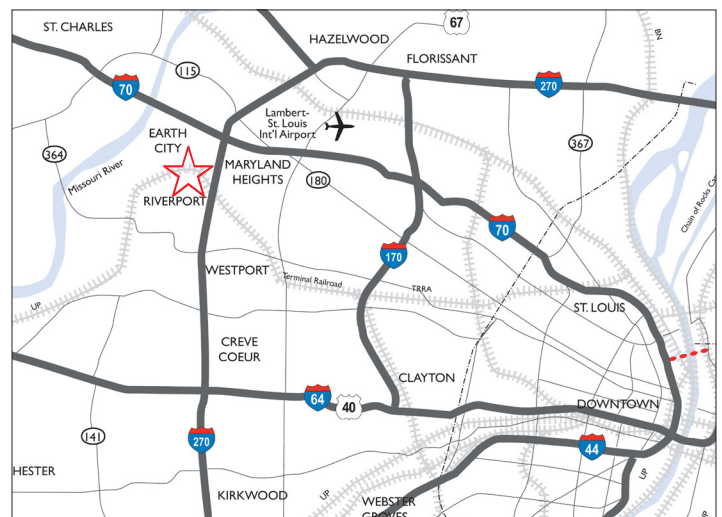 ST. CHARLES
67
HAZELWOOD
FLORISSANT
BN
115
70
270
Lambert-
St. Louis
Int'l Airport
EARTH
CITY
367
364
MARYLAND
HEIGHTS
Missouri River
180
RIVERPORT
Chain of Rocks Ca
70
170
WESTPORT
Terminal Railroad
TRRA
UP
ST. LOUIS
CREVE
COEUR
CLAYTON
64
40
DOWNTOWN
141
270
44
HESTER
UP
UP
KIRKWOOD
WEBSTER
GROVES